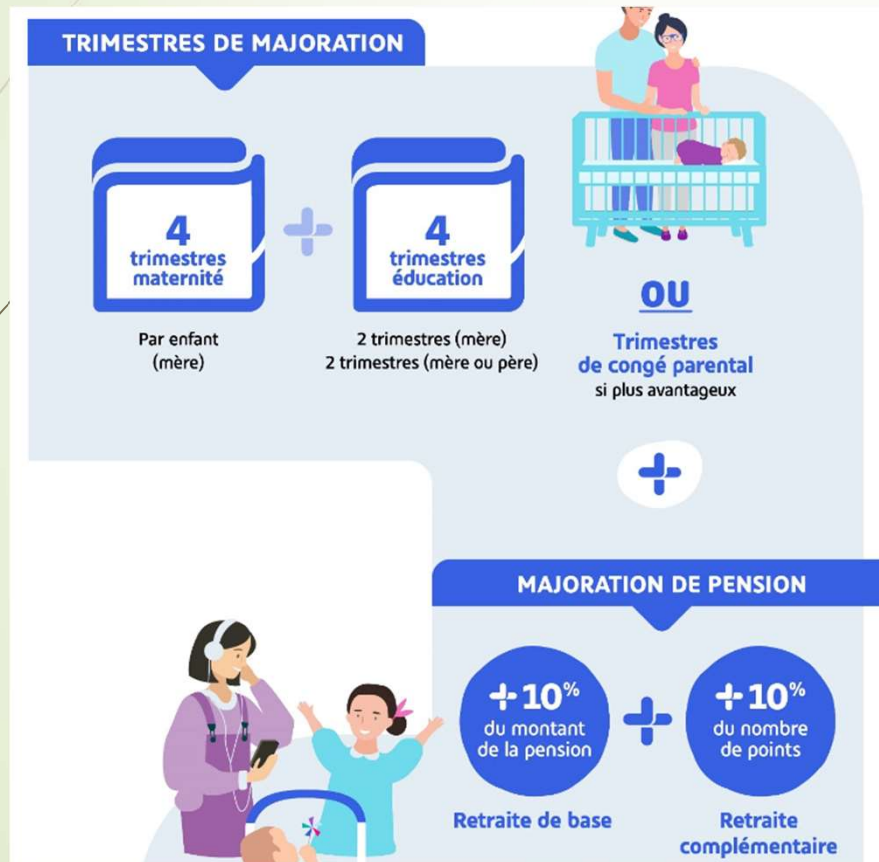 TRIMESTRES DE MAJORATION
4
trimestres
maternité
4
trimestres
éducation
Par enfant
(mère)
2 trimestres (mère)
2 trimestres (mère ou père)
OU
Trimestres
de congé parental
si plus avantageux
MAJORATION DE PENSION
+10%
du montant
de la pension
+10%
du nombre
de points
Retraite de base
Retraite
complémentaire